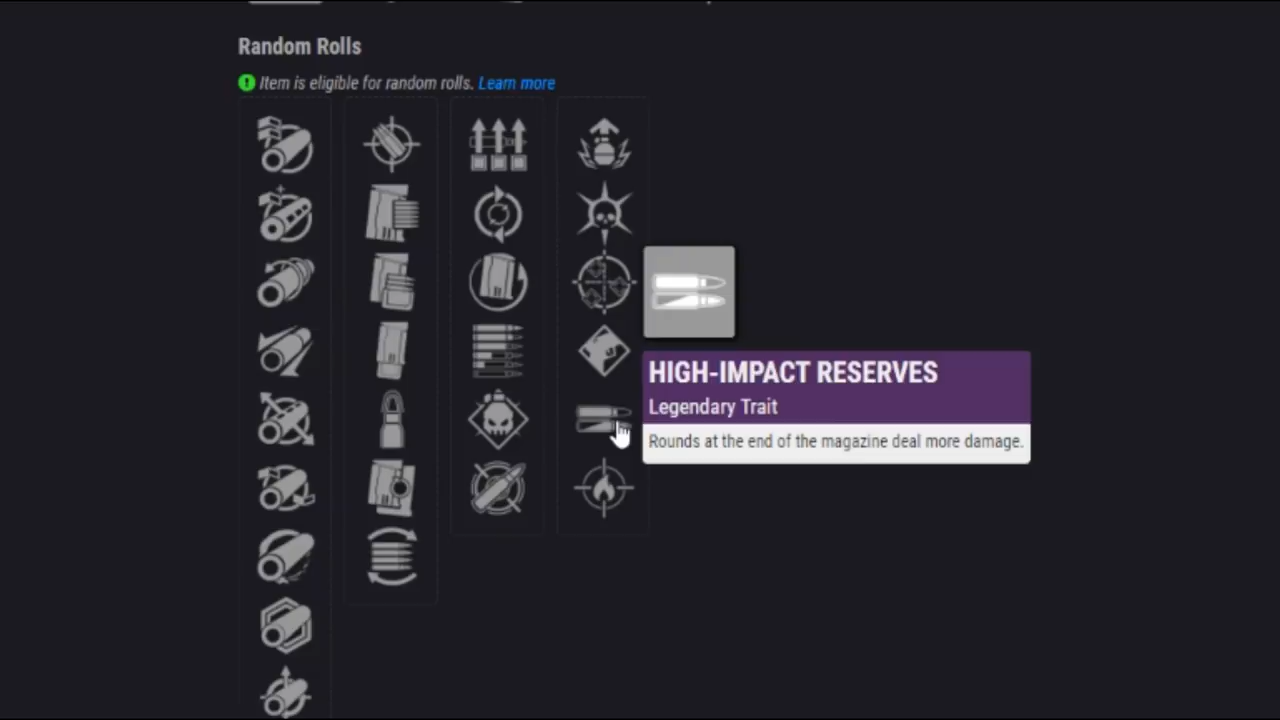 Random Rolls
Item is eligible for random rolls. Learn more
HIGH-IMPACT RESERVES
Legendary Trait
Rounds at the end of the magazine deal more damage.